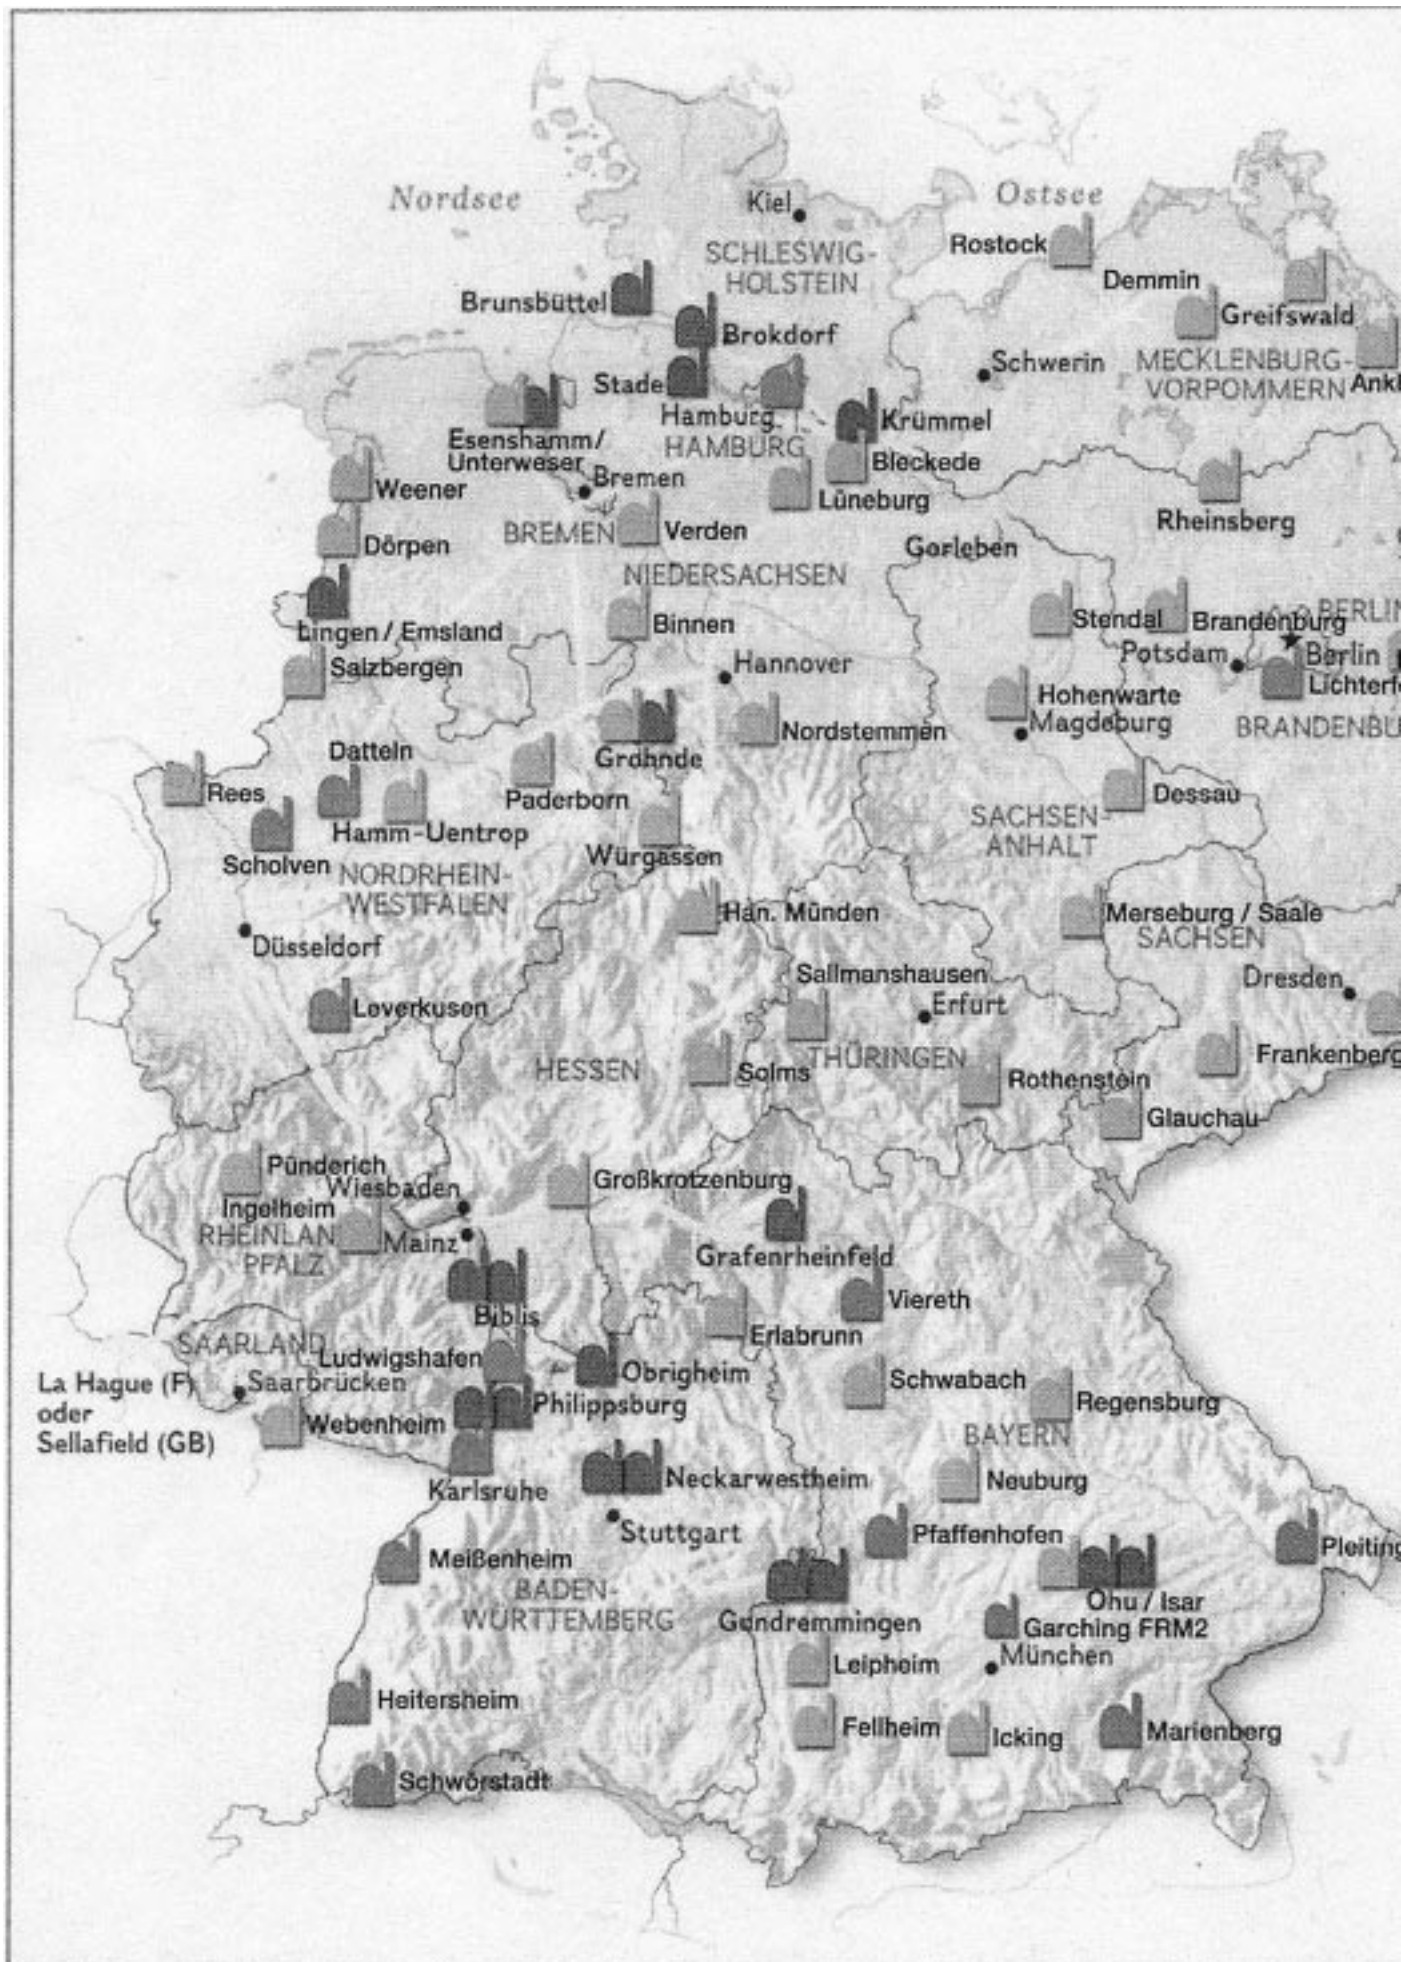 Nordsee
Ostsee
Kiel
SCHLESWIG-
HOLSTEIN
Rostock
Demmin
Brunsbüttel
Greifswald
Brokdorf
MECKLENBURG-
VORPOMMERN
Schwerin
Stade
Ankl
Hamburg
HAMBURG
Krümmel
Esenshamm/
Unterweser
Bleckede
Bremen
Weener
Lüneburg
Rheinsberg
BREMEN
Verden
Dörpen
Gorleben
NIEDERSACHSEN
Stendal
Brandenburg
BERLIN
Lingen / Emsland
Binnen
Potsdam
Berlin
Salzbergen
Hannover
Lichterfe
Hohenwarte
Magdeburg
BRANDENBU
Nordstemmen
Datteln
Grohnde
Rees
Paderborn
Dessau
Hamm-Uentrop
SACHSEN-
ANHALT
Scholven
Würgassen
NORDRHEIN-
WESTFALEN
Han. Münden
Merseburg / Saale
SACHSEN
Düsseldorf
Sallmanshausen
Dresden
Leverkusen
Erfurt
HESSEN
Solms
THÜRINGEN
Frankenberg
Rothenstein
Glauchau
Pünderich
Wiesbaden
Großkrotzenburg
Ingelheim
RHEINLAN
PFALZ
Mainz
Grafenrheinfeld
Biblis
Viereth
Erlabrunn
SAARLAND
Ludwigshafen
Obrigheim
La Hague (F)
oder
Sellafield (GB)
Saarbrücken
Schwabach
Philippsburg
Regensburg
Webenheim
BAYERN
Karlsruhe
Neckarwestheim
Neuburg
Stuttgart
Pfaffenhofen
Pleiting
Meißenheim
BADEN-
WÜRTTEMBERG
Gundremmingen
Ohu / Isar
Garching FRM2
München
Leipheim
Heitersheim
Fellheim
Icking
Marienberg
Schwörstadt